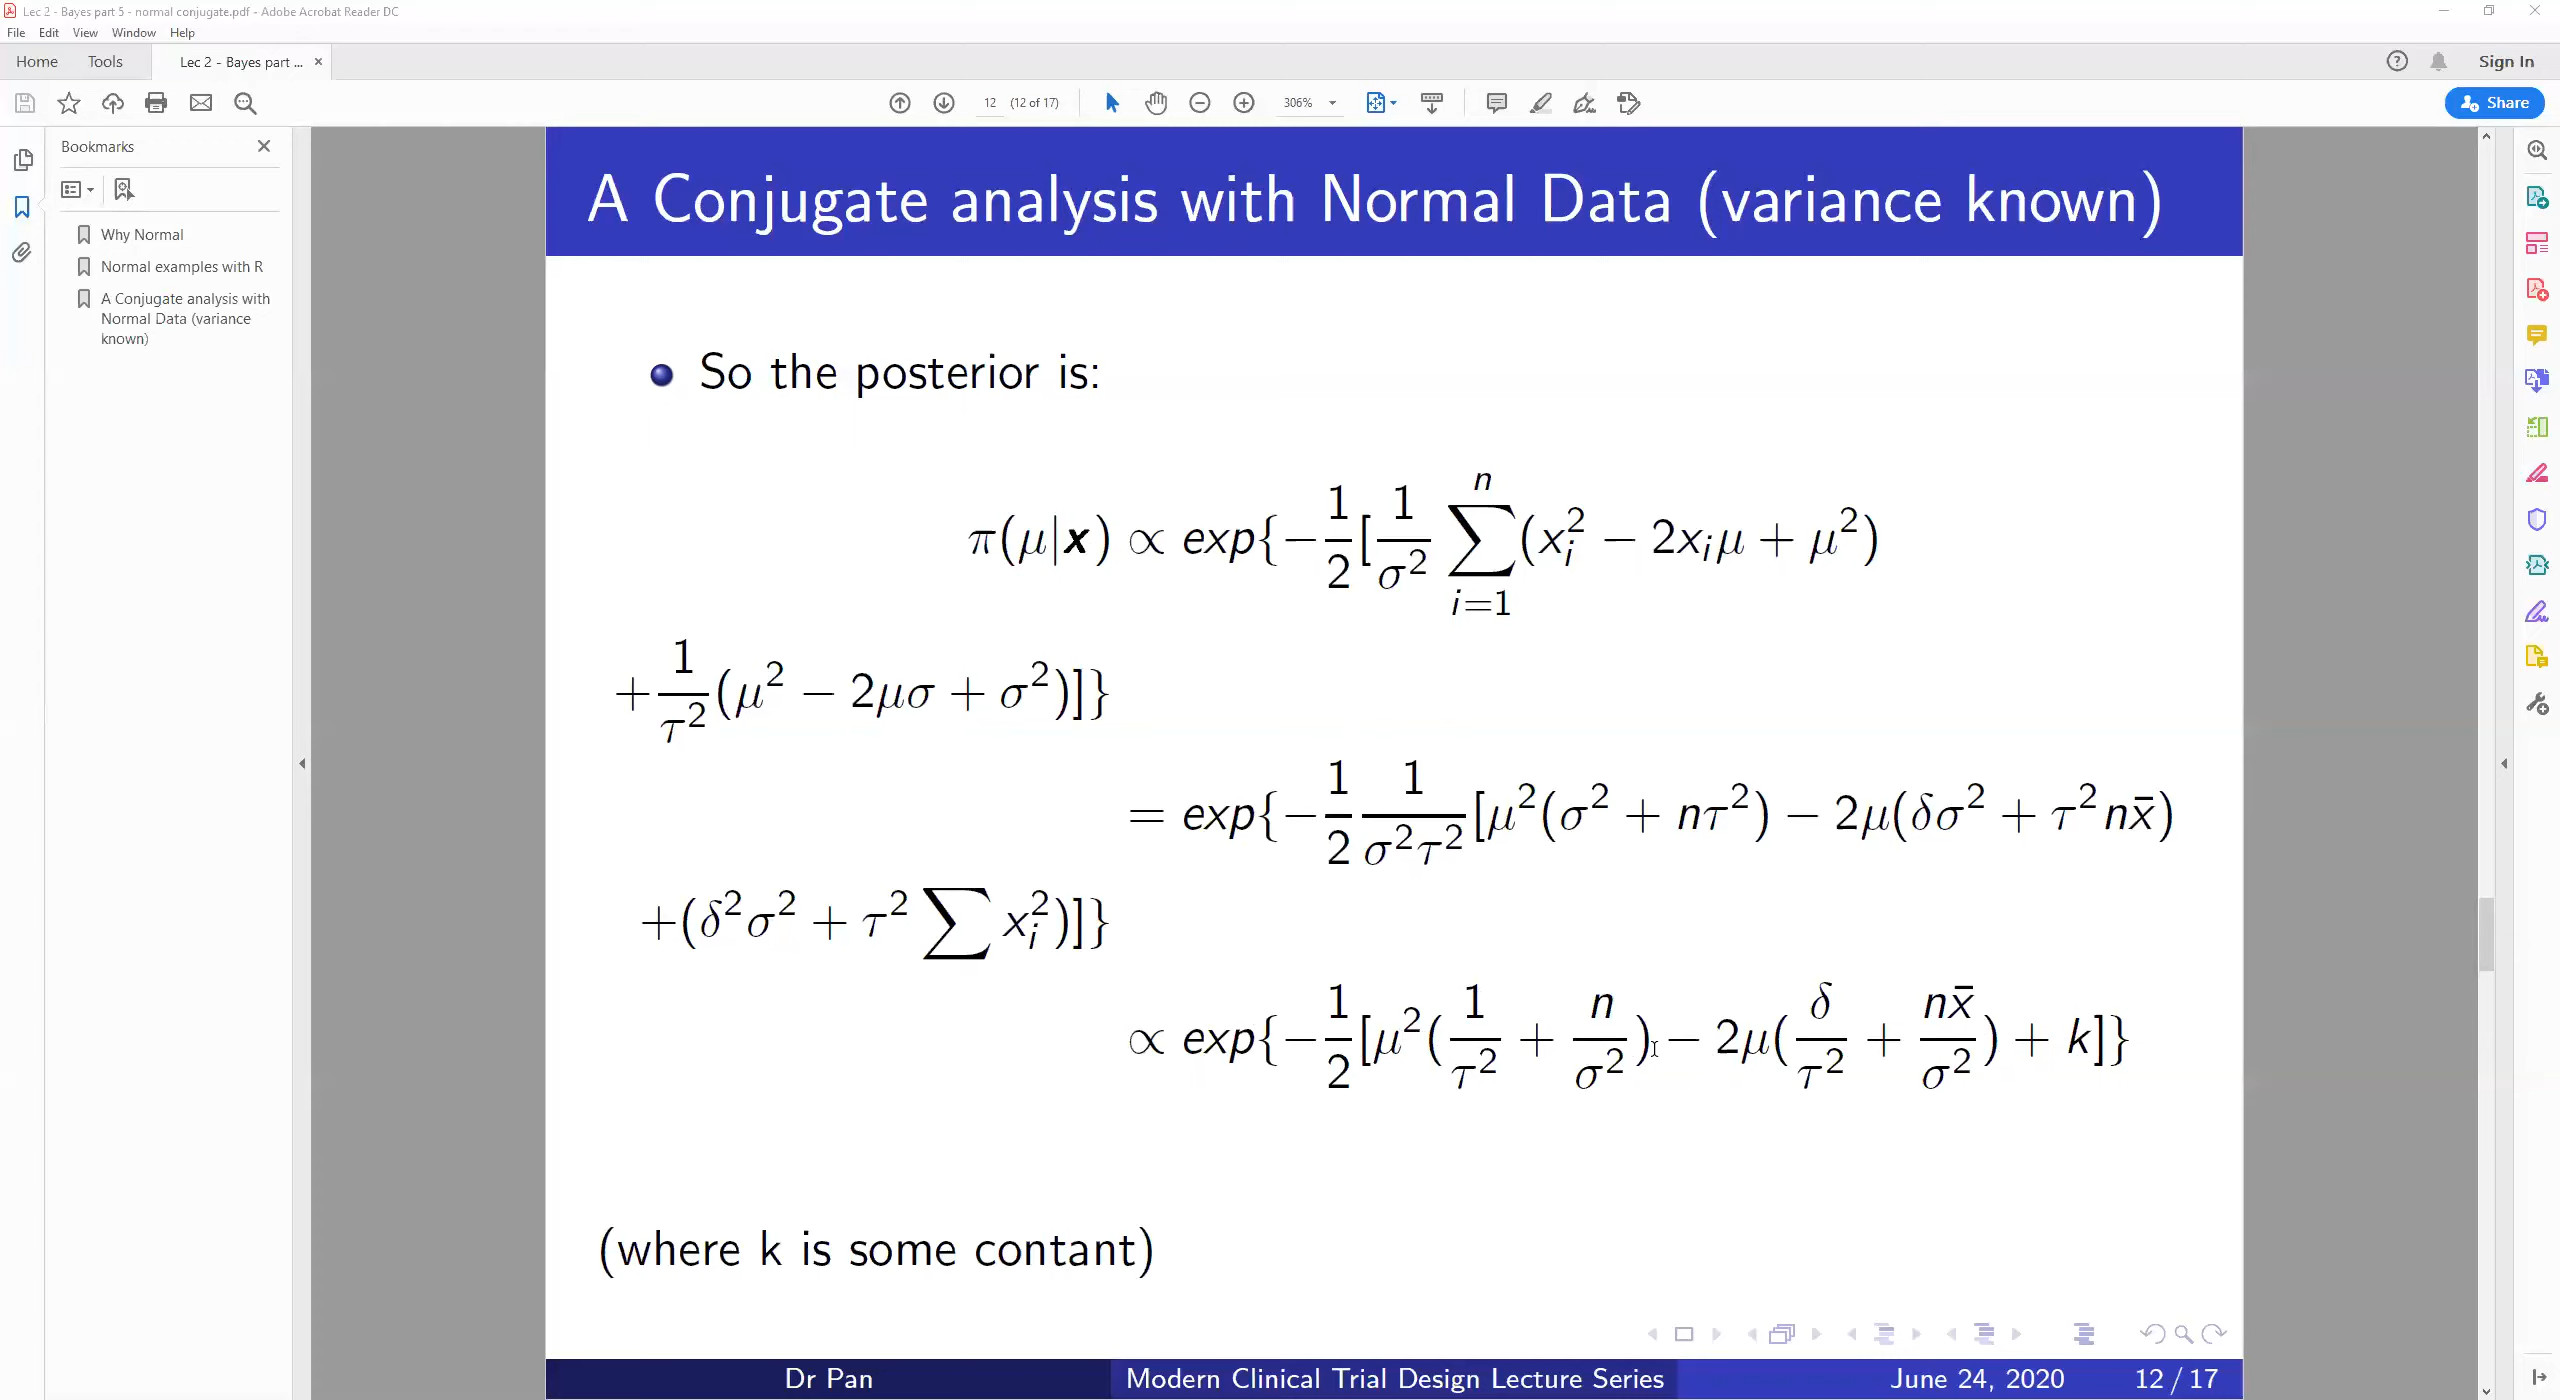 Lec 2 - Bayes part 5 - normal conjugate.pdf - Adobe Acrobat Reader DC
File Edit View Window Help
Home Tools Lec 2 - Bayes part ... × Sign In
12 (12 of 17) 306% Share
Bookmarks
Why Normal
Normal examples with R
A Conjugate analysis with
Normal Data (variance
known)
A Conjugate analysis with Normal Data (variance known)
So the posterior is:
π(μ|x) ∝ exp{−1/2[1/σ² ∑_{i=1}^{n}(x_i² − 2x_iμ + μ²)
+1/τ²(μ² − 2μσ + σ²)]}
= exp{−1/2 1/σ²τ²[μ²(σ² + nτ²) − 2μ(δσ² + τ²nx̄)
+(δ²σ² + τ²∑x_i²)]}
∝ exp{−1/2[μ²(1/τ² + n/σ²) − 2μ(δ/τ² + nx̄/σ²) + k]}
(where k is some contant)
Dr Pan Modern Clinical Trial Design Lecture Series June 24, 2020 12 / 17